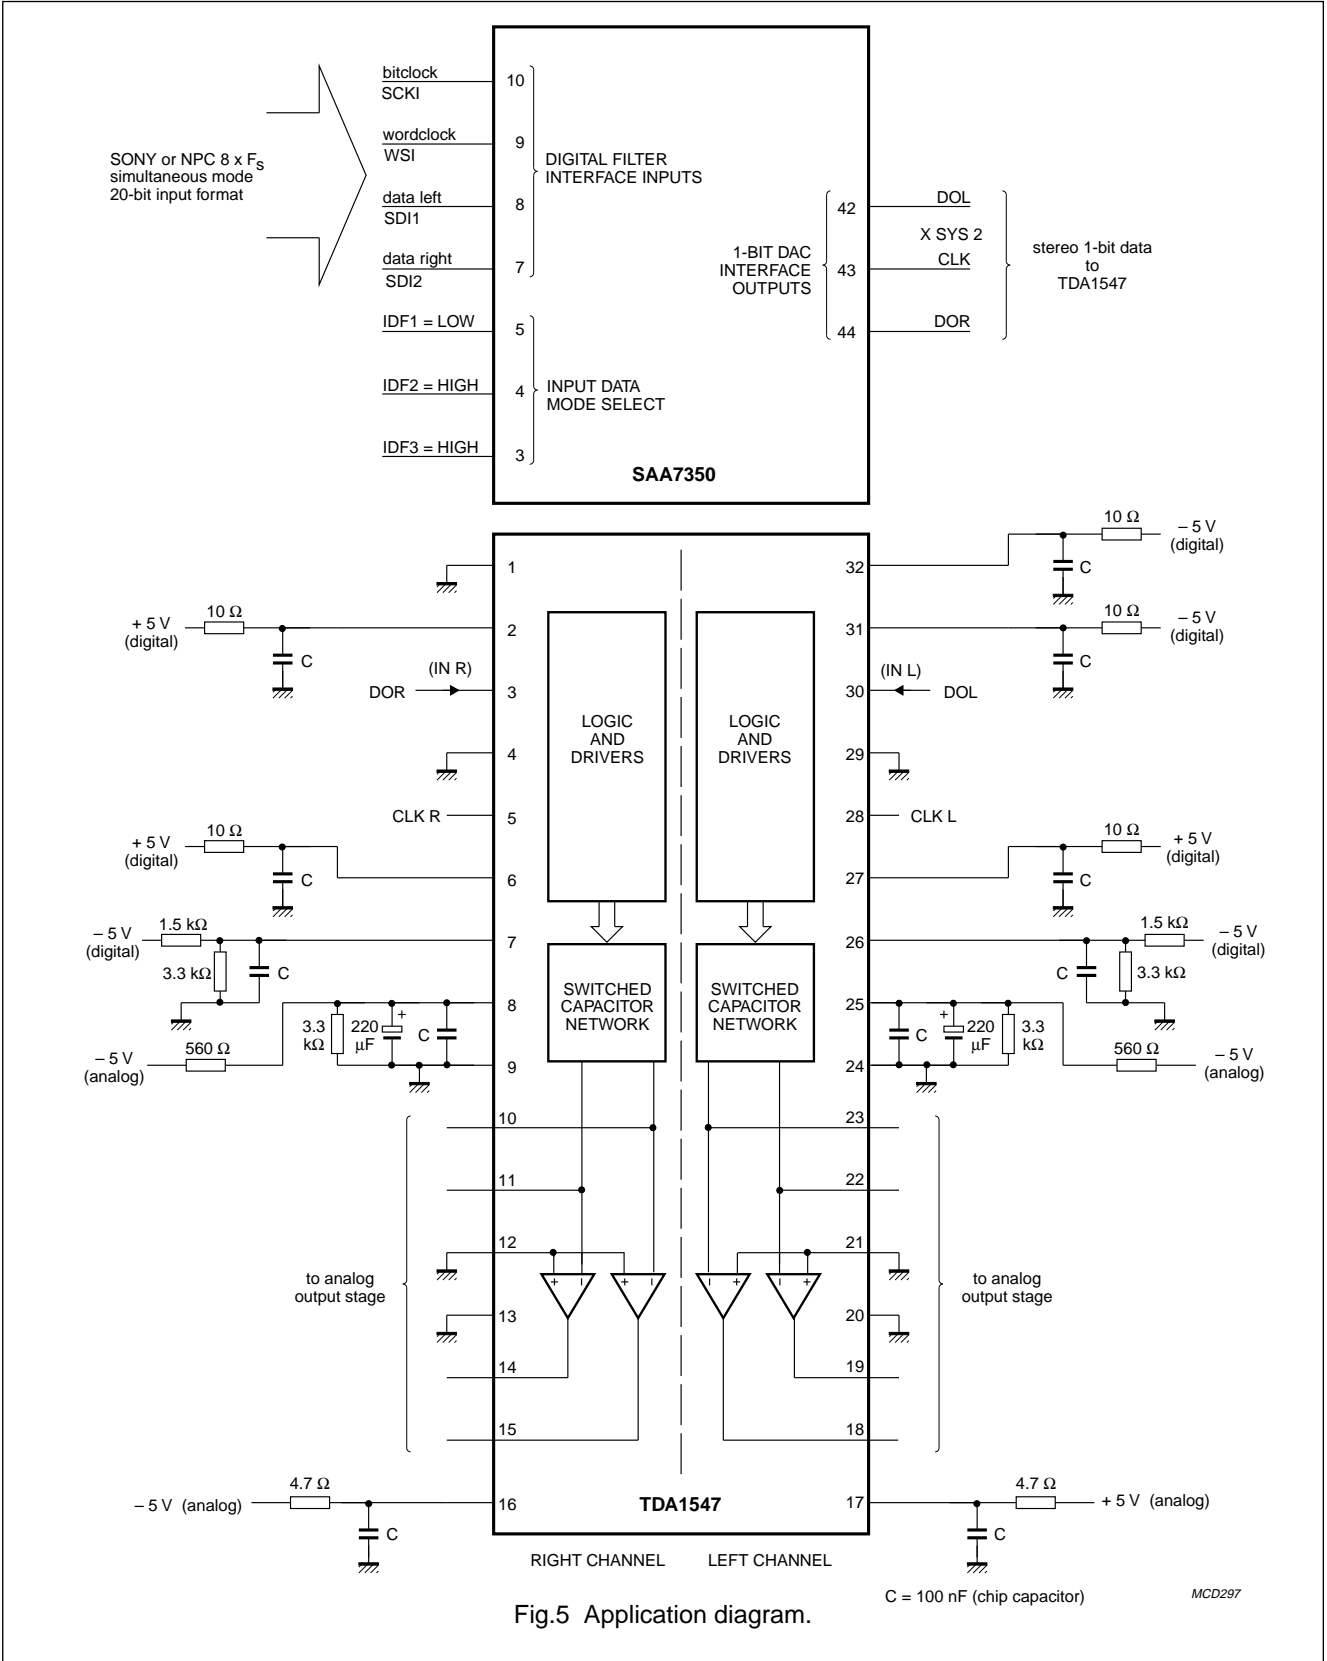 bitclock
SCKI
10
wordclock
WSI
9
SONY or NPC 8 x FS
simultaneous mode
20-bit input format
DIGITAL FILTER
INTERFACE INPUTS
data left
SDI1
8
data right
SDI2
7
42
DOL
X SYS 2
1-BIT DAC
INTERFACE
OUTPUTS
43
CLK
stereo 1-bit data
to
TDA1547
44
DOR
IDF1 = LOW
5
IDF2 = HIGH
4
INPUT DATA
MODE SELECT
IDF3 = HIGH
3
SAA7350
10 Ω
– 5 V
(digital)
1
32
C
10 Ω
+ 5 V
(digital)
2
C
31
10 Ω
– 5 V
(digital)
C
(IN R)
DOR
3
(IN L)
30
DOL
LOGIC
AND
DRIVERS
LOGIC
AND
DRIVERS
4
29
CLK R
5
28
CLK L
10 Ω
+ 5 V
(digital)
C
6
10 Ω
+ 5 V
(digital)
C
27
1.5 kΩ
– 5 V
(digital)
7
3.3 kΩ
C
26
1.5 kΩ
– 5 V
(digital)
C
3.3 kΩ
SWITCHED
CAPACITOR
NETWORK
SWITCHED
CAPACITOR
NETWORK
8
3.3
kΩ
220
μF
+
C
25
C
+
220
μF
3.3
kΩ
560 Ω
– 5 V
(analog)
9
24
560 Ω
– 5 V
(analog)
10
23
11
22
12
21
+
–
+
–
–
+
–
+
to analog
output stage
to analog
output stage
13
20
14
19
15
18
4.7 Ω
– 5 V (analog)
16
C
TDA1547
17
4.7 Ω
+ 5 V (analog)
C
RIGHT CHANNEL
LEFT CHANNEL
C = 100 nF (chip capacitor)
MCD297
Fig.5 Application diagram.